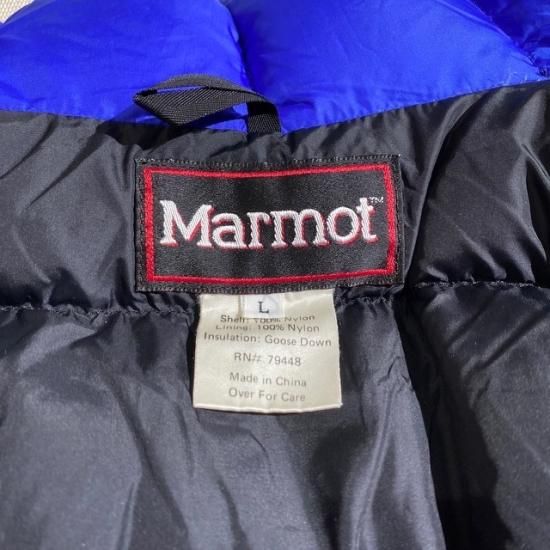 Marmot™
L
Shell: 100% Nylon
Lining: 100% Nylon
Insulation: Goose Down
RN# 79448
Made in China
Over For Care